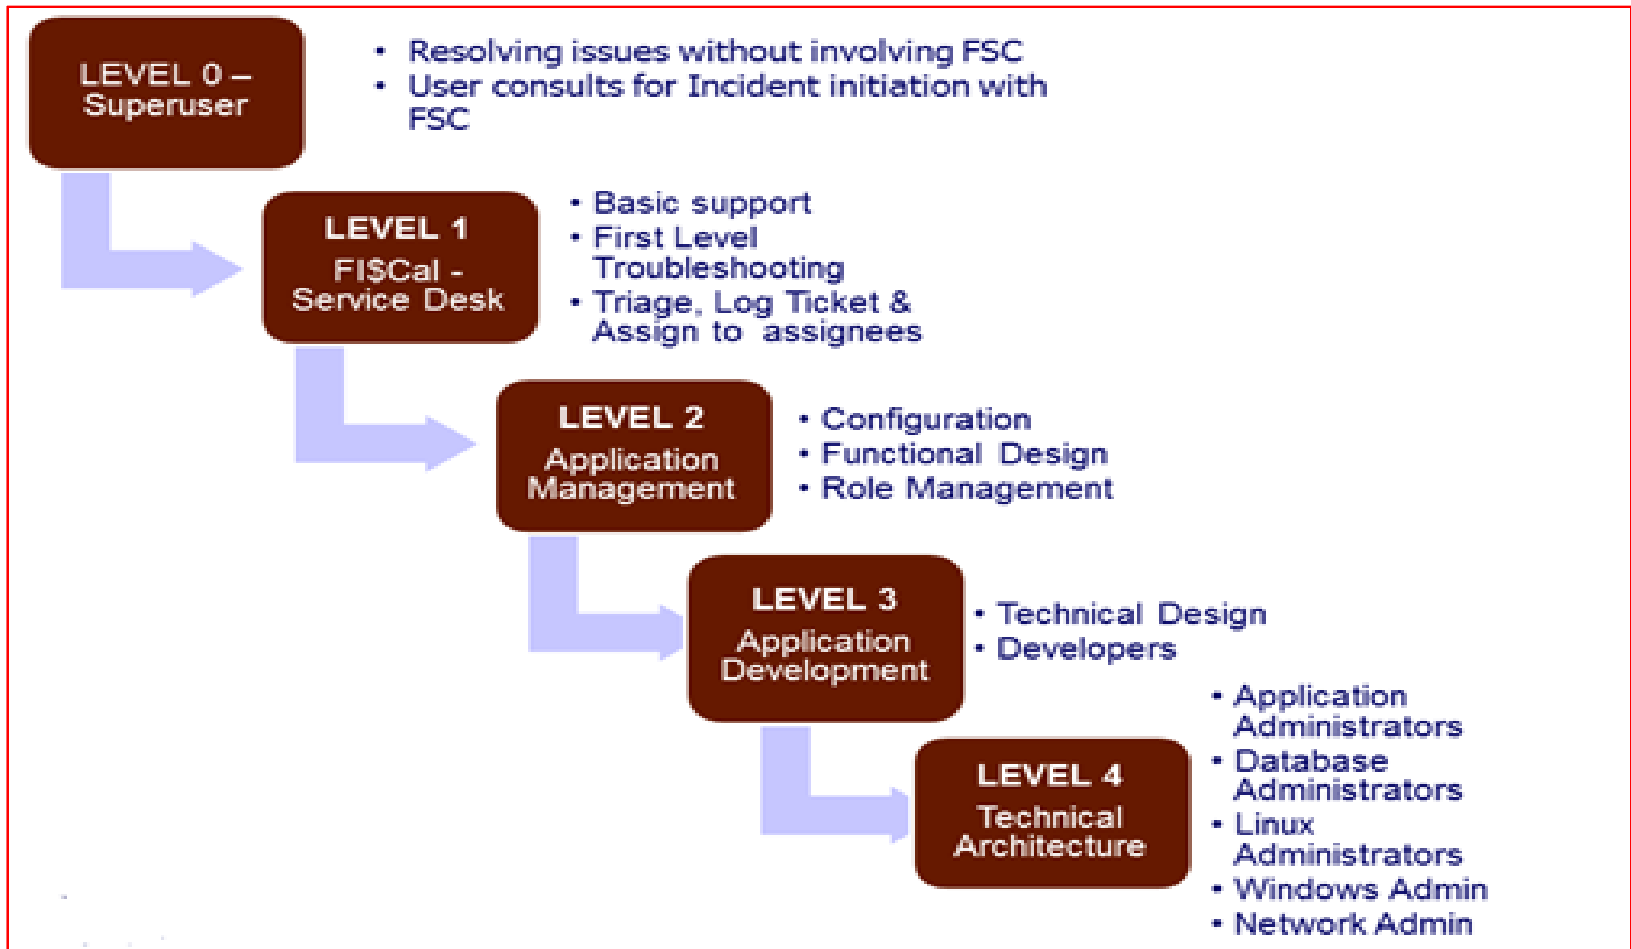 LEVEL 0 –
Superuser
• Resolving issues without involving FSC
• User consults for Incident initiation with
FSC
LEVEL 1
FI$Cal -
Service Desk
• Basic support
• First Level
Troubleshooting
• Triage, Log Ticket &
Assign to assignees
LEVEL 2
Application
Management
• Configuration
• Functional Design
• Role Management
LEVEL 3
Application
Development
• Technical Design
• Developers
LEVEL 4
Technical
Architecture
• Application
Administrators
• Database
Administrators
• Linux
Administrators
• Windows Admin
• Network Admin